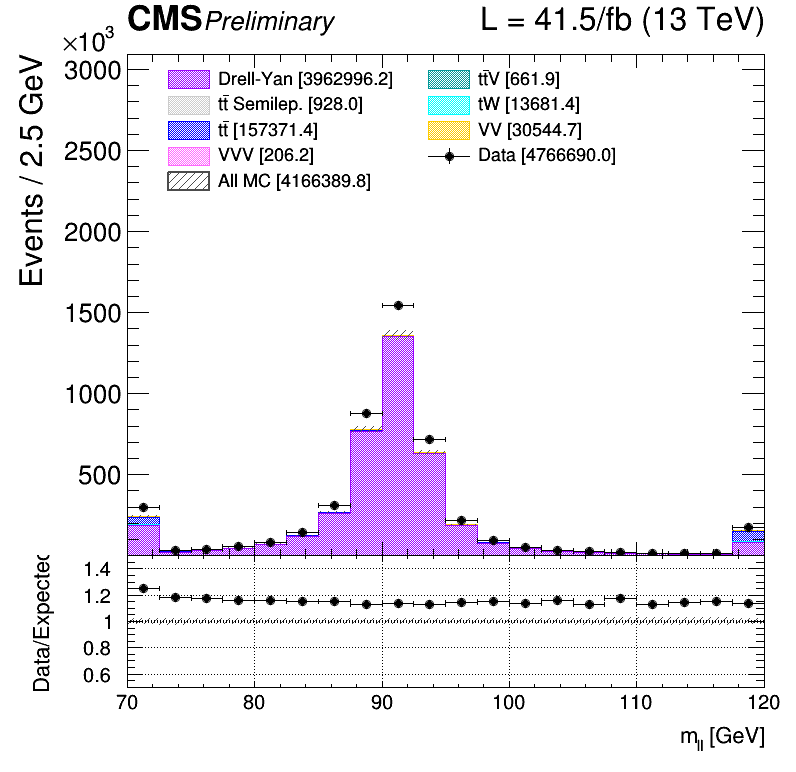 CMS Preliminary L = 41.5/fb (13 TeV)
×10³
Events / 2.5 GeV
3000
2500
2000
1500
1000
500
Drell-Yan [3962996.2]
tt̄ Semilep. [928.0]
tt̄ [157371.4]
VVV [206.2]
All MC [4166389.8]
tt̄V [661.9]
tW [13681.4]
VV [30544.7]
Data [4766690.0]
Data/Expected
1.4
1.2
1
0.8
0.6
70 80 90 100 110 120
m_ll [GeV]